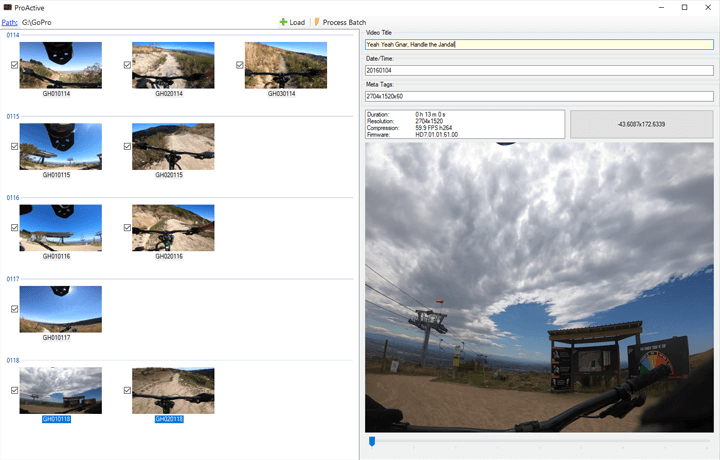 ProActive
Path: G:\GoPro
Load
Process Batch
0114
GH010114 GH020114 GH030114
0115
GH010115 GH020115
0116
GH010116 GH020116
0117
GH010117
0118
GH010118 GH020118
Video Title
Yeah Yeah Gnar, Handle the Jandal
Date/Time:
20160104
Meta Tags:
2704x1520x60
Duration: 0 h 13 m 0 s
Resolution: 2704x1520
Compression: 59.9 FPS h264
Firmware: HD7.01.01.61.00
-43.6087x172.6339